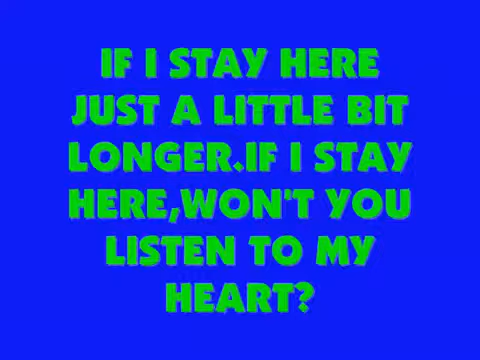 IF I STAY HERE
JUST A LITTLE BIT
LONGER.IF I STAY
HERE,WON'T YOU
LISTEN TO MY
HEART?